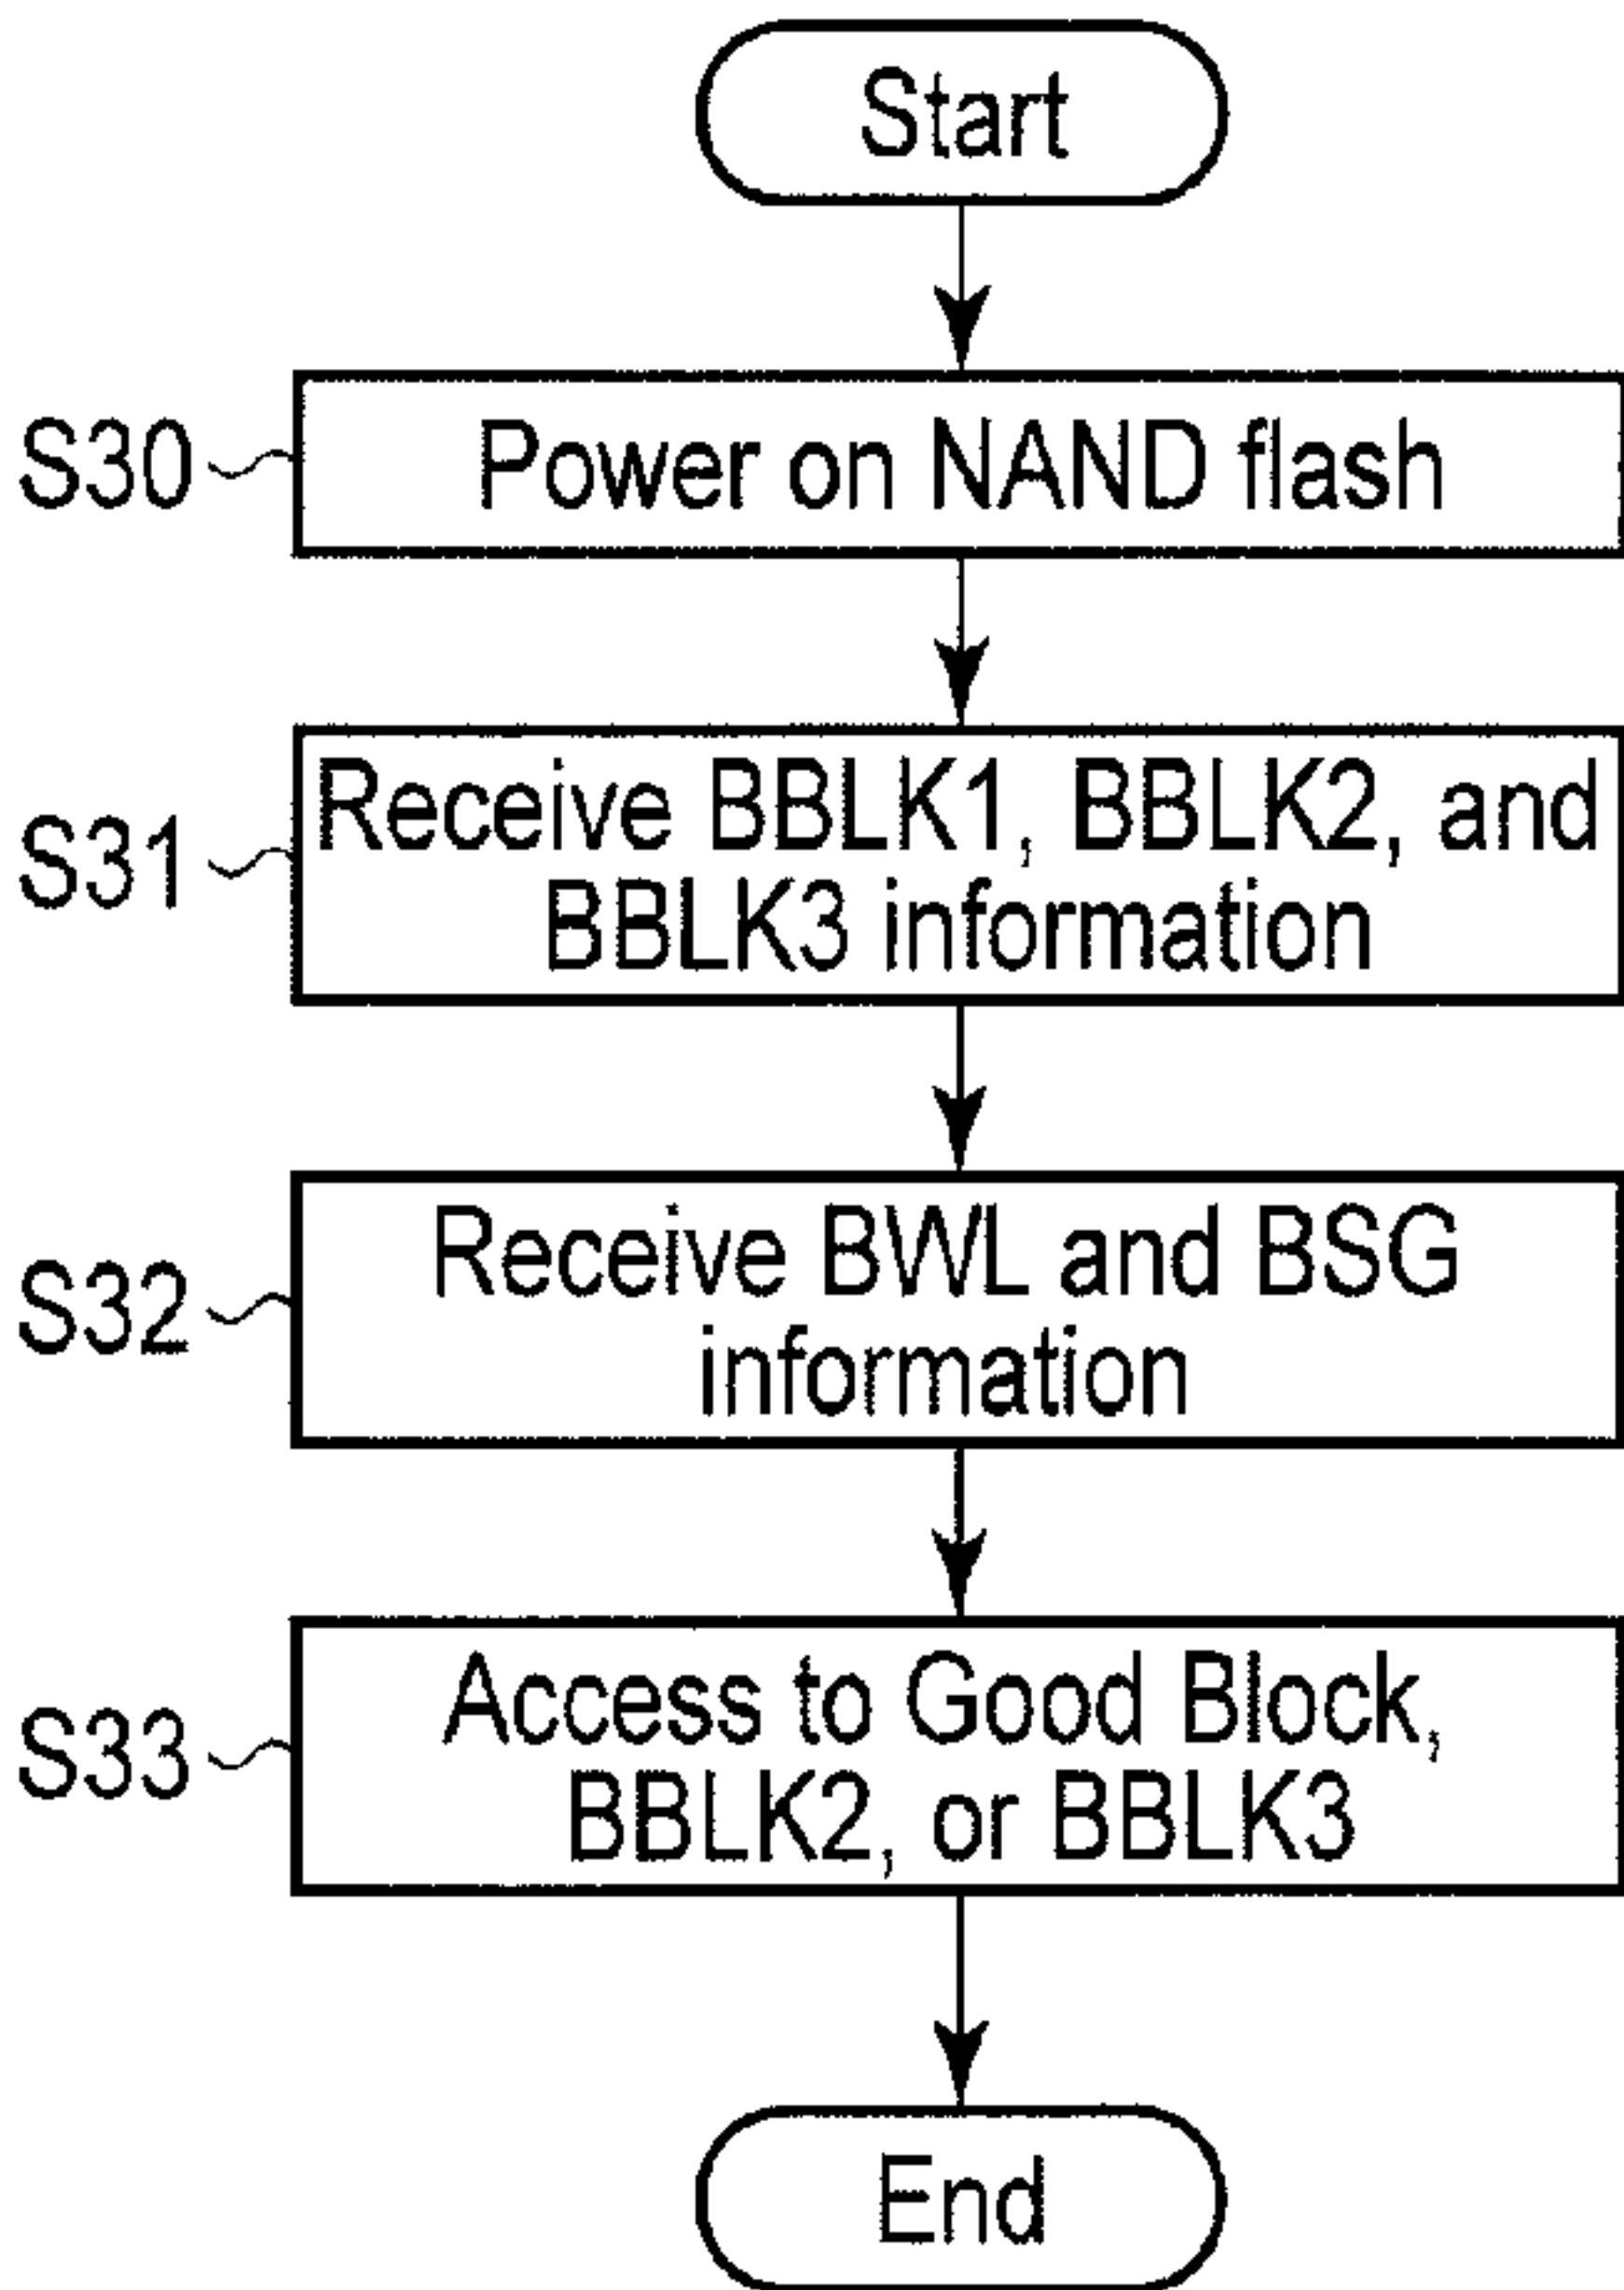 Start
S30
Power on NAND flash
S31
Receive BBLK1, BBLK2, and
BBLK3 information
S32
Receive BWL and BSG
information
S33
Access to Good Block,
BBLK2, or BBLK3
End